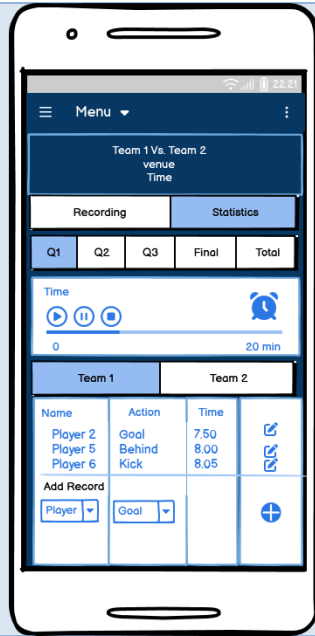 22:21
Menu
Team 1 Vs. Team 2
venue
Time
Recording Statistics
Q1 Q2 Q3 Final Total
Time
0 20 min
Team 1 Team 2
Name Action Time
Player 2 Goal 7.50
Player 5 Behind 8.00
Player 6 Kick 8.05
Add Record
Player Goal